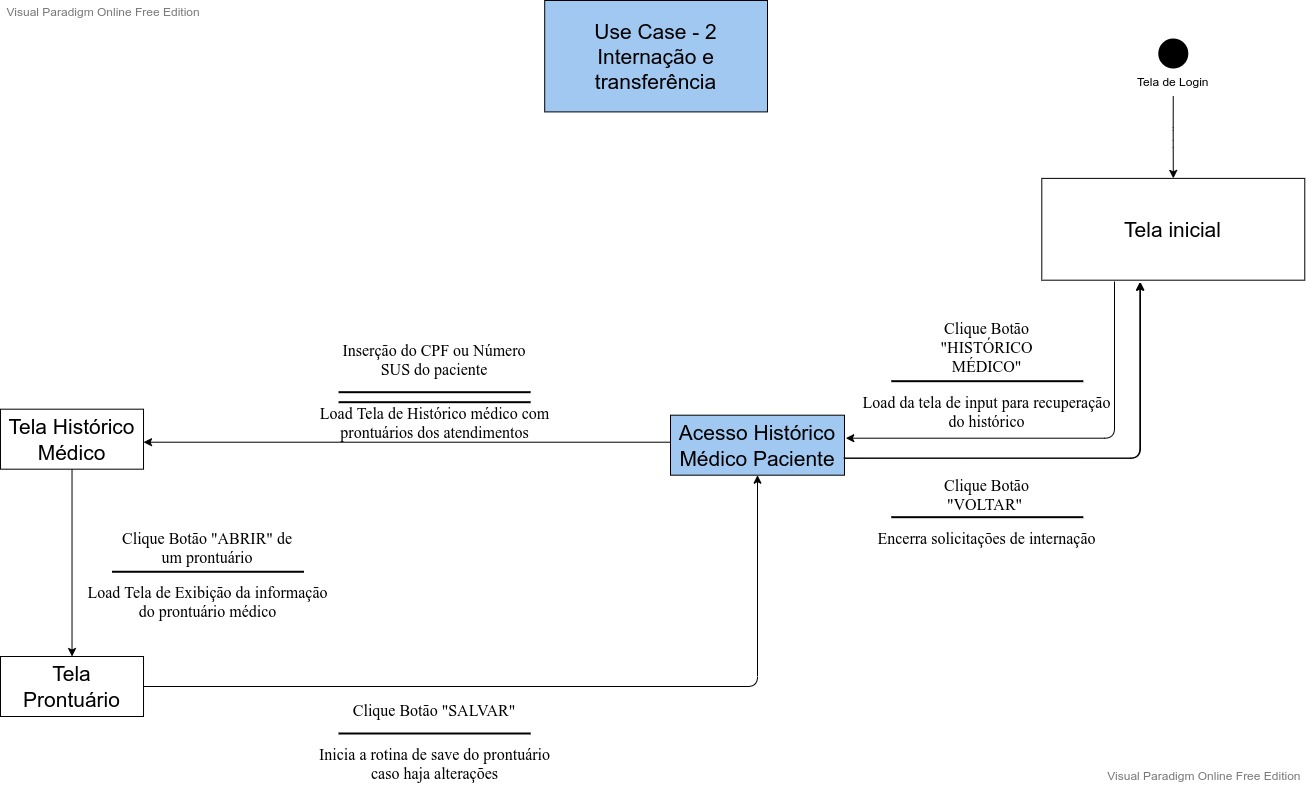 Visual Paradigm Online Free Edition
Use Case - 2
Internação e
transferência
Tela de Login
Tela inicial
Clique Botão
"HISTÓRICO
MÉDICO"
Load da tela de input para recuperação
do histórico
Inserção do CPF ou Número
SUS do paciente
Load Tela de Histórico médico com
prontuários dos atendimentos
Tela Histórico
Médico
Acesso Histórico
Médico Paciente
Clique Botão
"VOLTAR"
Encerra solicitações de internação
Clique Botão "ABRIR" de
um prontuário
Load Tela de Exibição da informação
do prontuário médico
Tela
Prontuário
Clique Botão "SALVAR"
Inicia a rotina de save do prontuário
caso haja alterações
Visual Paradigm Online Free Edition